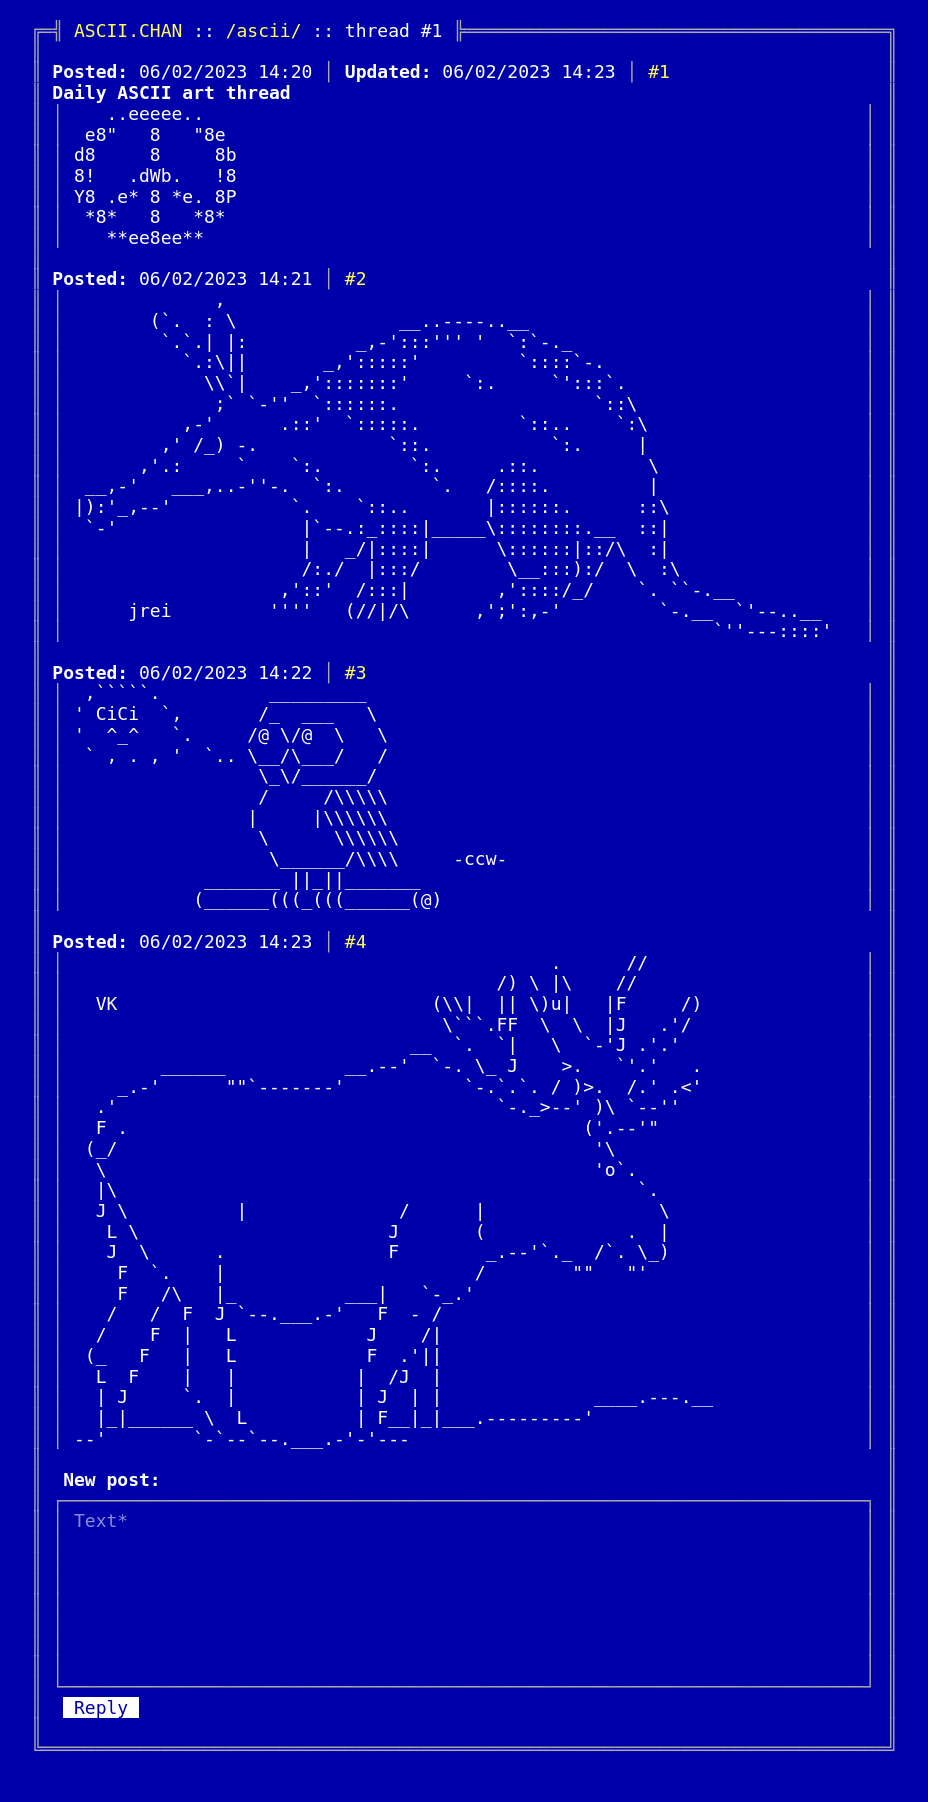 ASCII.CHAN :: /ascii/ :: thread #1
Posted: 06/02/2023 14:20 │ Updated: 06/02/2023 14:23 │ #1
Daily ASCII art thread
Posted: 06/02/2023 14:21 │ #2
jrei
Posted: 06/02/2023 14:22 │ #3
CiCi
-ccw-
Posted: 06/02/2023 14:23 │ #4
VK
New post:
Text*
Reply